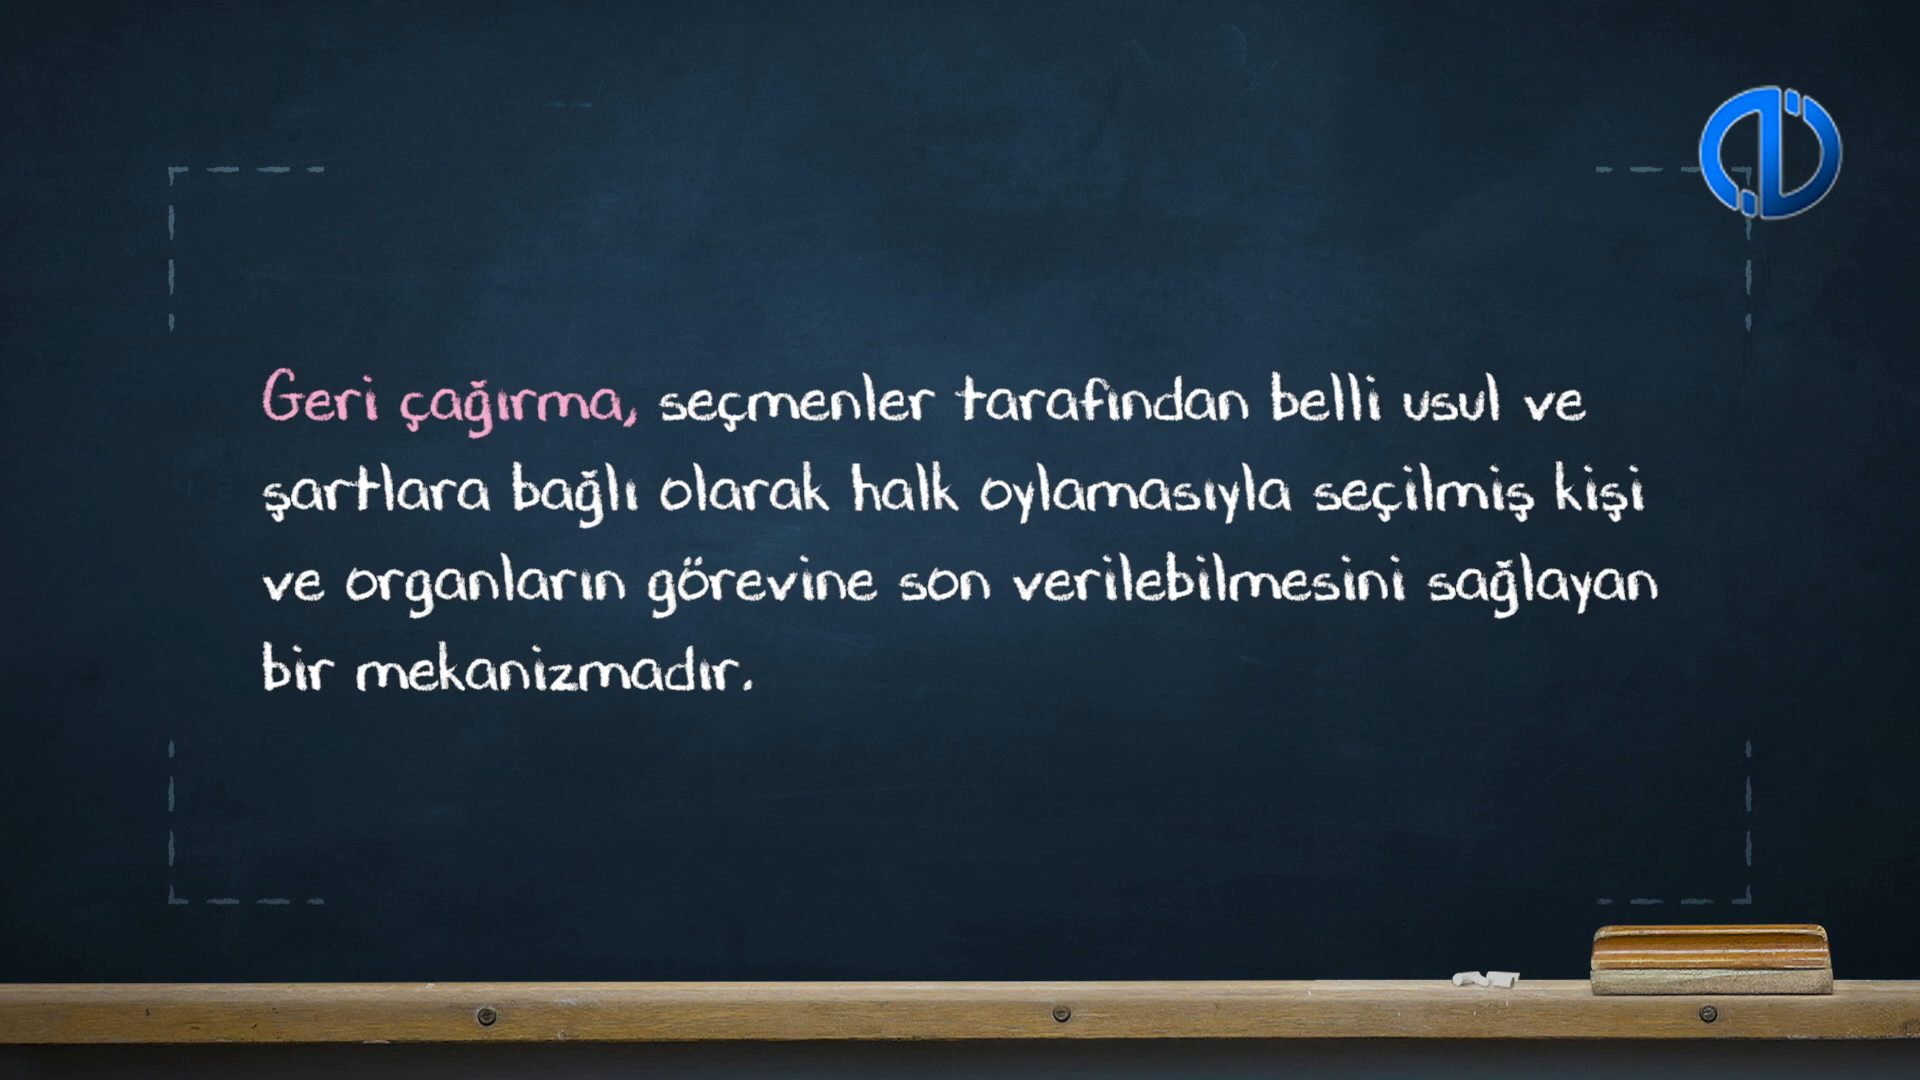 Geri çağırma, seçmenler tarafından belli usul ve
şartlara bağlı olarak halk oylamasıyla seçilmiş kişi
ve organların görevine son verilebilmesini sağlayan
bir mekanizmadır.